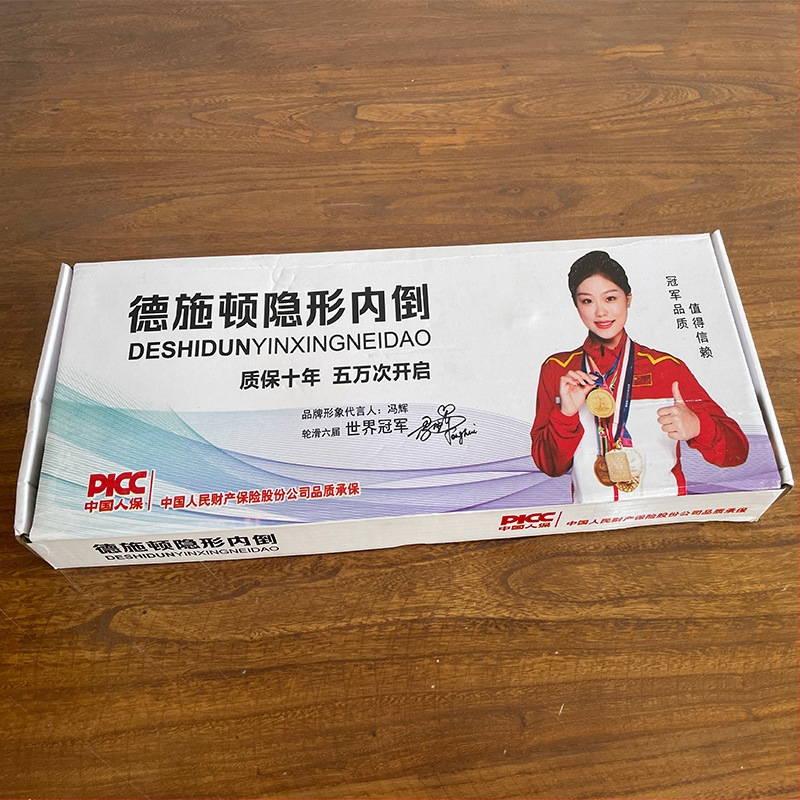 德施顿隐形内倒
DESHIDUNYINXINGNEIDAO
质保十年 五万次开启
品牌形象代言人：冯辉
轮滑六届 世界冠军
冠军品质
值得信赖
PICC
中国人保
中国人民财产保险股份公司品质承保
德施顿隐形内倒
DESHIDUNYINXINGNEIDAO
PICC
中国人保
中国人民财产保险股份公司品质承保